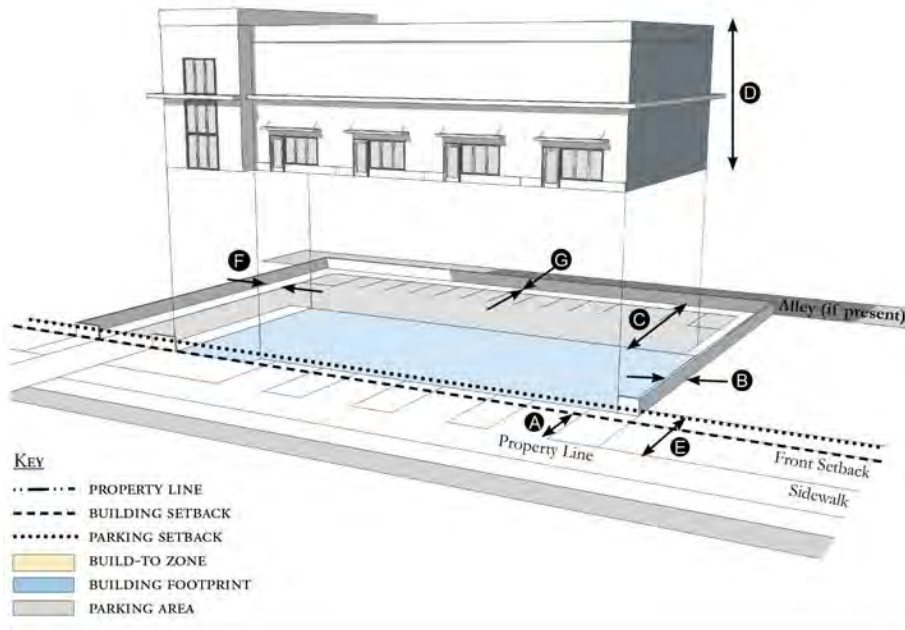 D
F
G
C
Alley (if present)
B
A
E
Property Line
Front Setback
Sidewalk
KEY
PROPERTY LINE
BUILDING SETBACK
PARKING SETBACK
BUILD-TO ZONE
BUILDING FOOTPRINT
PARKING AREA